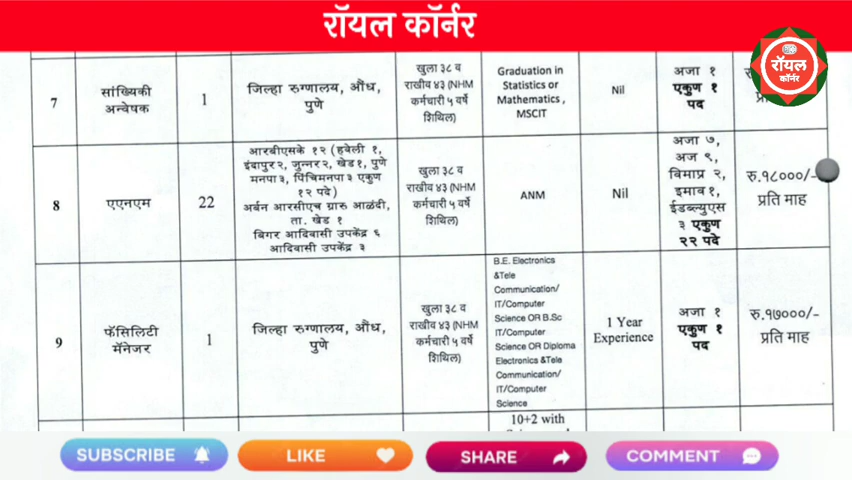 रॉयल कॉर्नर
रॉयल
कॉर्नर
7
सांख्यिकी
अन्वेषक
1
जिल्हा रुग्णालय, औंध,
पुणे
खुला ३८ व
राखीव ४३ (NHM
कर्मचारी ५ वर्षे
शिथिल)
Graduation in
Statistics or
Mathematics,
MSCIT
Nil
अजा १
एकुण १
पद
8
एएनएम
22
आरबीएसके १२ (हवेली १,
इंदापुर २, जुन्नर २, खेड १, पुणे
मनपा ३, पिंचिमनपा ३ एकुण
१२ पदे)
अर्बन आरसीएच ग्रारु आळंदी,
ता. खेड १
बिगर आदिवासी उपकेंद्र ६
आदिवासी उपकेंद्र ३
खुला ३८ व
राखीव ४३ (NHM
कर्मचारी ५ वर्षे
शिथिल)
ANM
Nil
अजा ७,
अज ९,
विमाप्र २,
इमाव १,
ईडब्ल्युएस
३ एकुण
२२ पदे
रु.१८०००/-
प्रति माह
9
फॅसिलिटी
मॅनेजर
1
जिल्हा रुग्णालय, औंध,
पुणे
खुला ३८ व
राखीव ४३ (NHM
कर्मचारी ५ वर्षे
शिथिल)
B.E. Electronics
&Tele
Communication/
IT/Computer
Science OR B.Sc
IT/Computer
Science OR Diploma
Electronics &Tele
Communication/
IT/Computer
Science
1 Year
Experience
अजा १
एकुण १
पद
रु.१७०००/-
प्रति माह
10+2 with
SUBSCRIBE
LIKE
SHARE
COMMENT